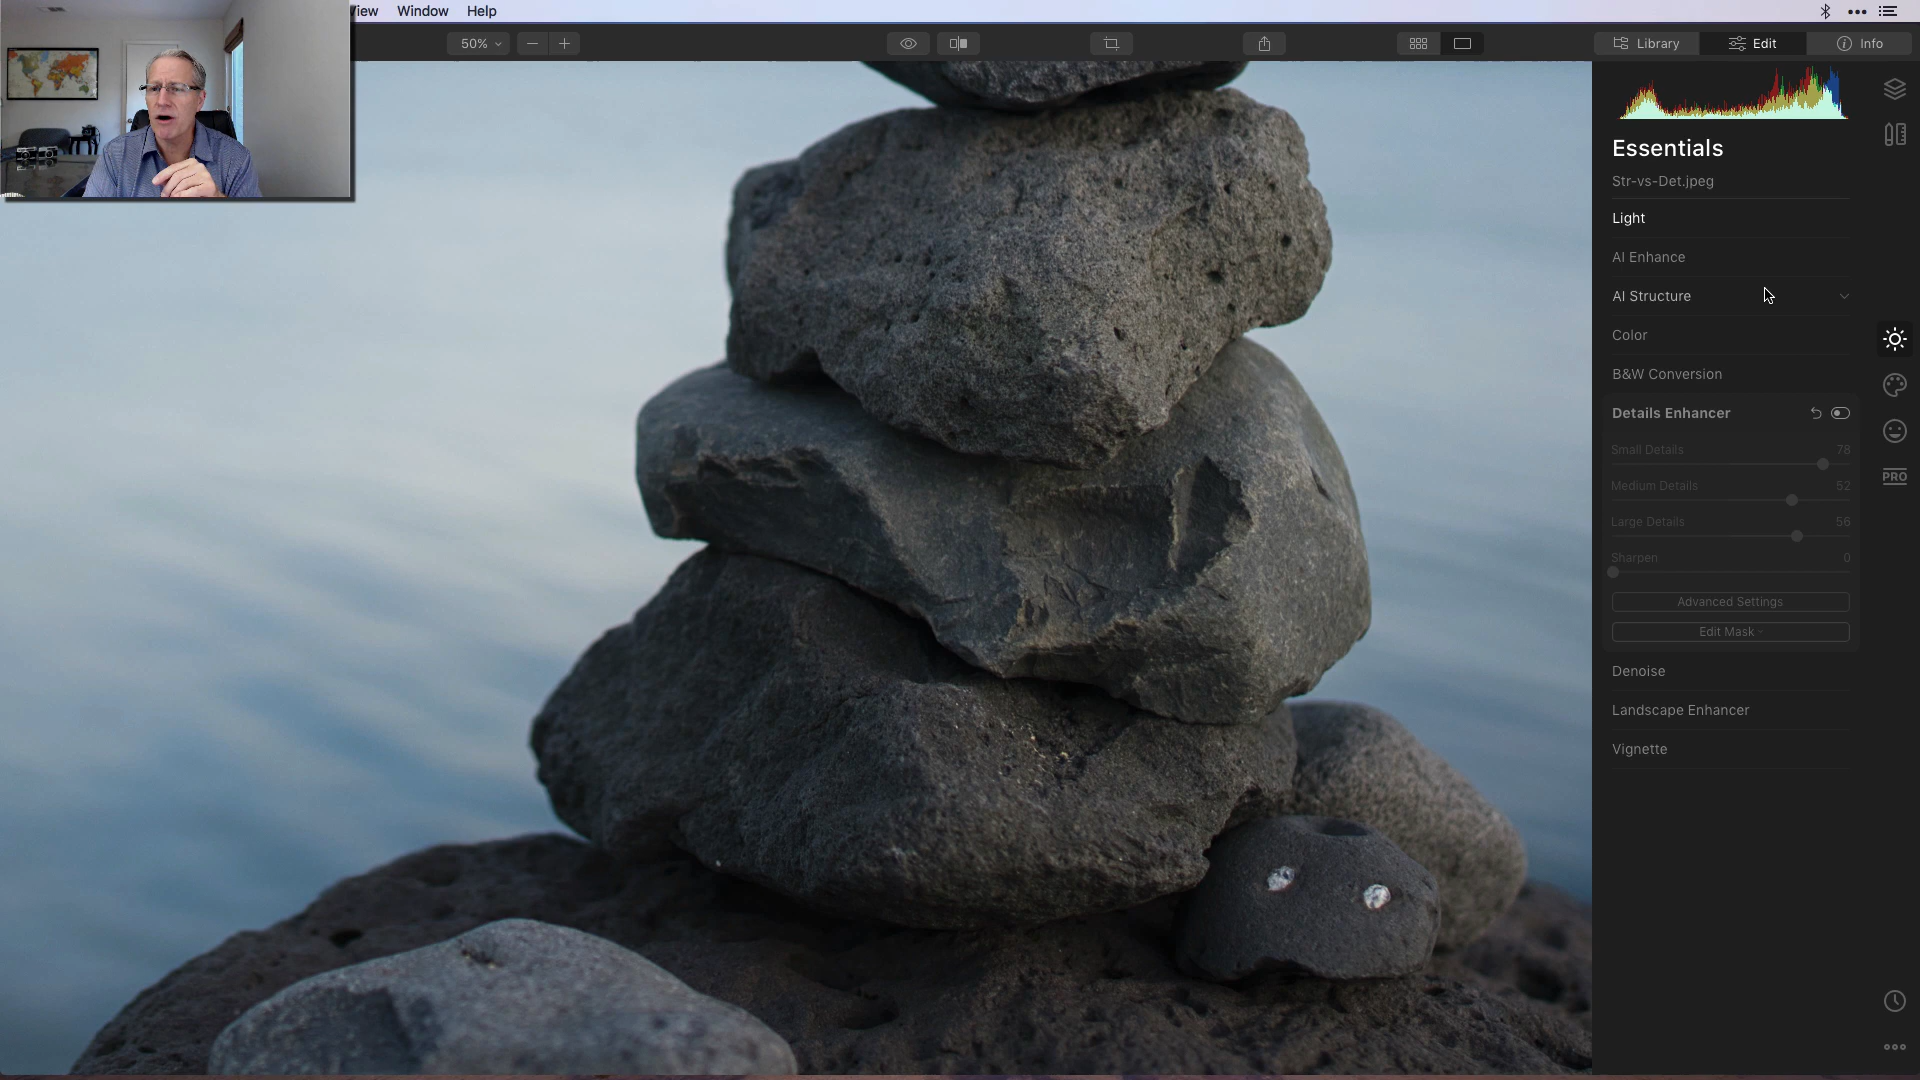 View Window Help
50%
Library
Edit
Info
Essentials
Str-vs-Det.jpeg
Light
AI Enhance
AI Structure
Color
B&W Conversion
Details Enhancer
Small Details 78
Medium Details 52
Large Details 56
Sharpen 0
Advanced Settings
Edit Mask
Denoise
Landscape Enhancer
Vignette
PRO